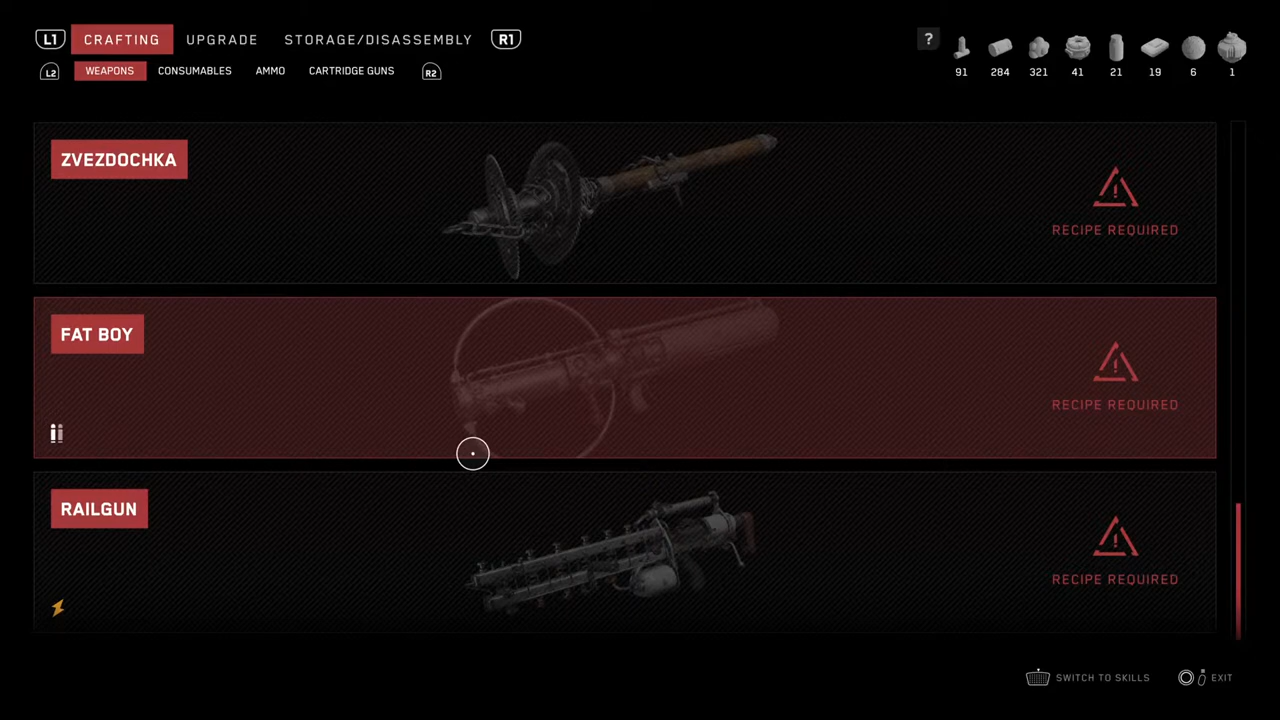 L1 CRAFTING UPGRADE STORAGE/DISASSEMBLY R1
?
91 284 321 41 21 19 6 1
L2 WEAPONS CONSUMABLES AMMO CARTRIDGE GUNS R2
ZVEZDOCHKA
RECIPE REQUIRED
FAT BOY
RECIPE REQUIRED
RAILGUN
RECIPE REQUIRED
SWITCH TO SKILLS EXIT